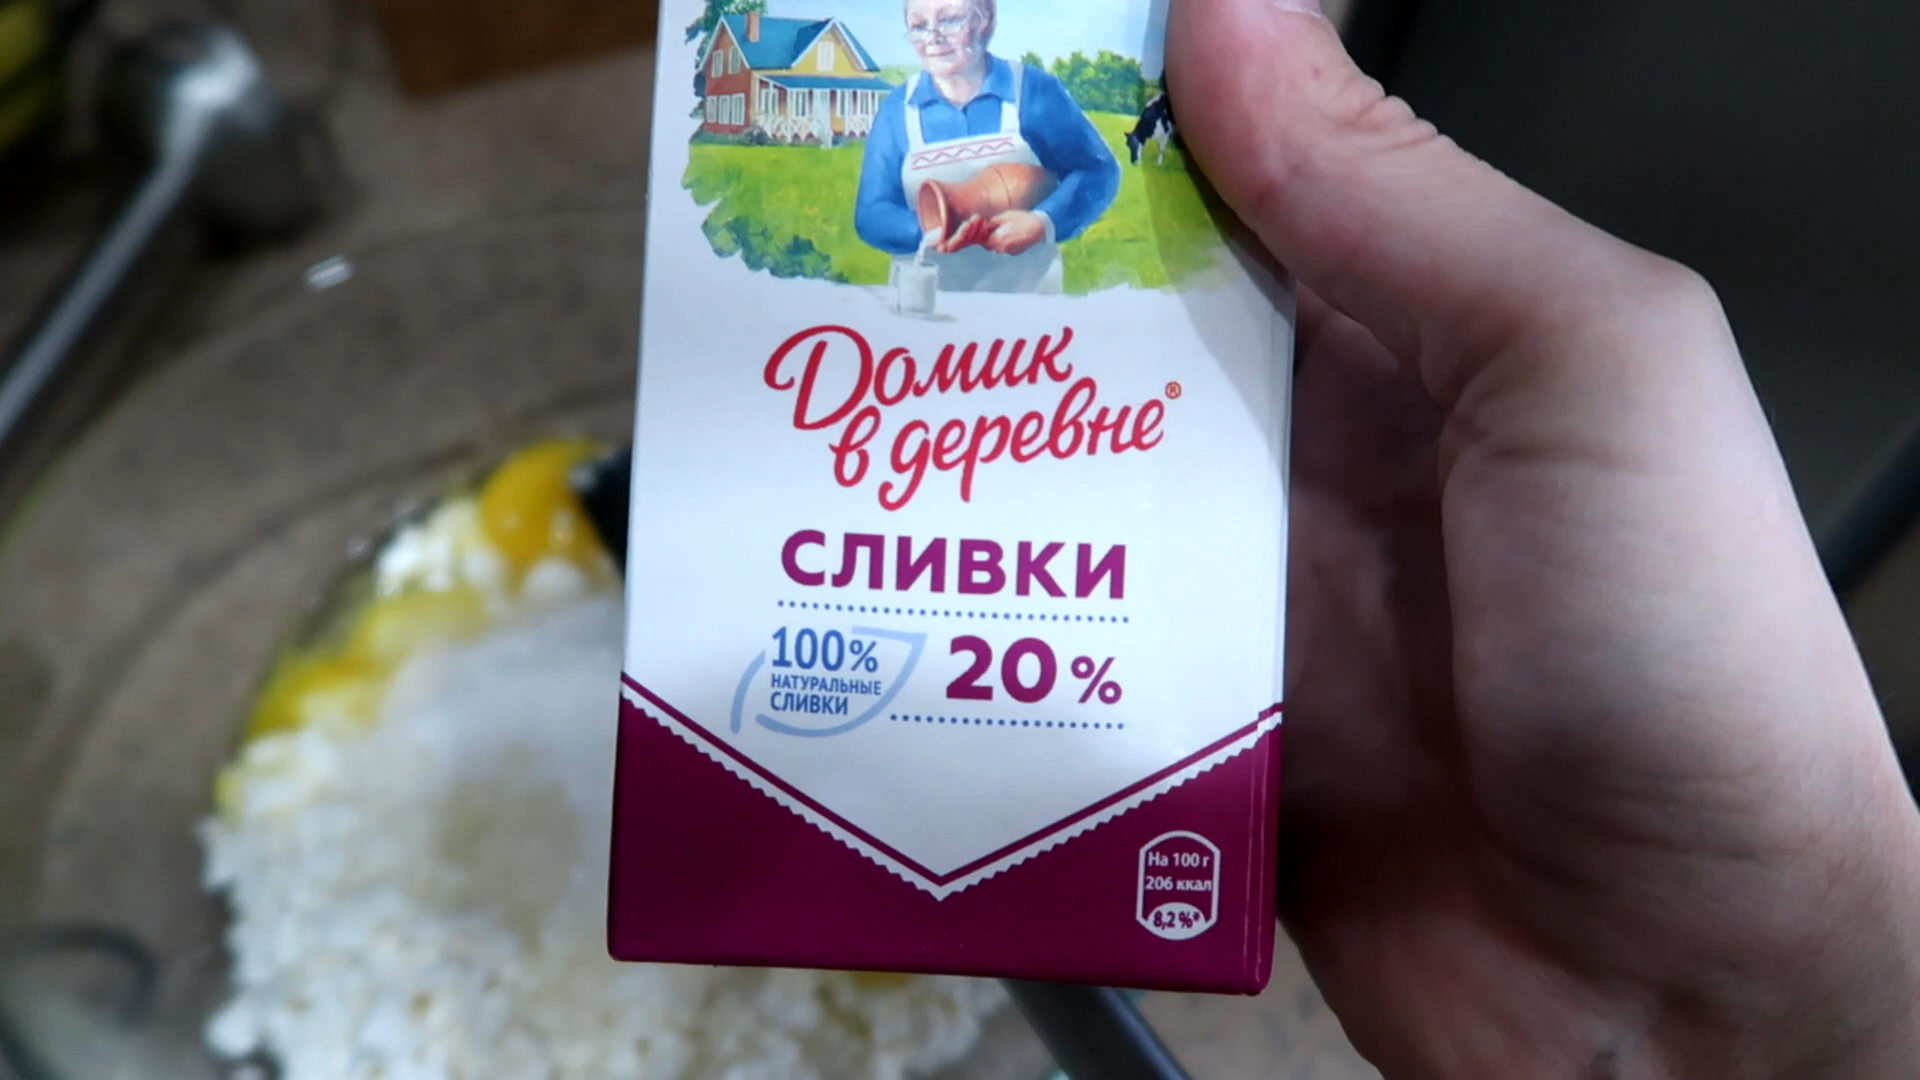 Домик
в деревне®
СЛИВКИ
100%
НАТУРАЛЬНЫЕ
СЛИВКИ
20%
На 100 г
206 ккал
8,2%*